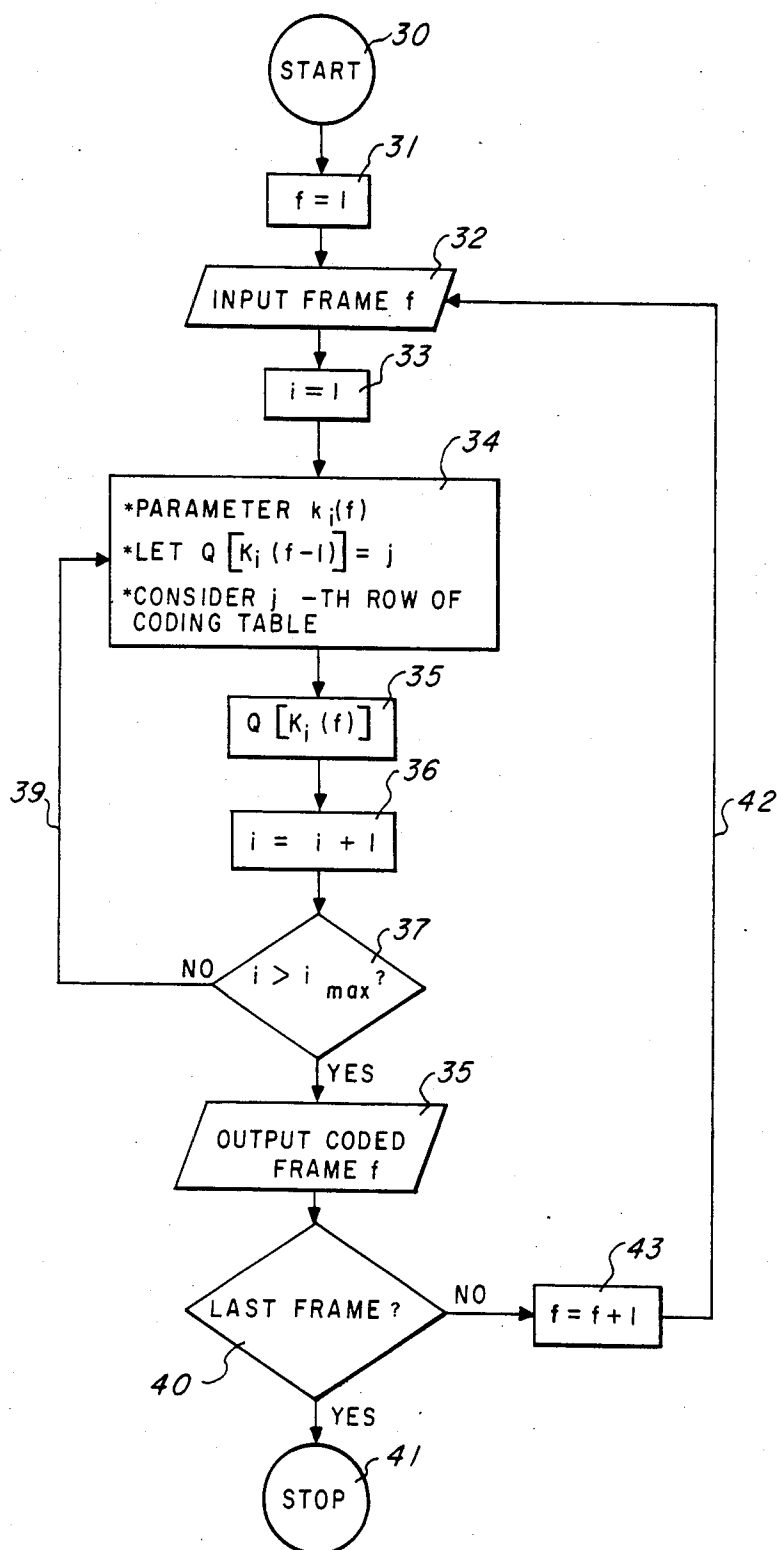 30
START
31
f = 1
32
INPUT FRAME f
33
i = 1
34
*PARAMETER k_i(f)
*LET Q [K_i (f-1)] = j
*CONSIDER j -TH ROW OF
CODING TABLE
35
Q [K_i (f)]
36
i = i + 1
39
42
37
NO
i > i max ?
YES
35
OUTPUT CODED
FRAME f
43
LAST FRAME ?
NO
f = f + 1
40
YES
41
STOP